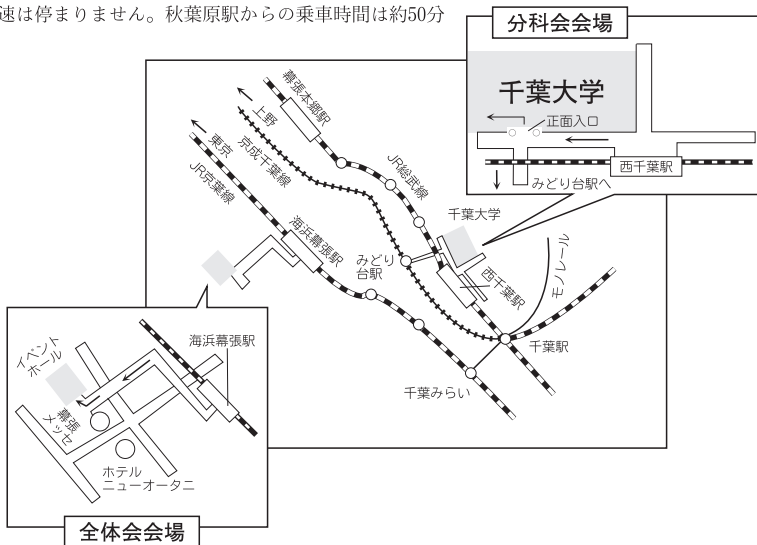 速は停まりません。秋葉原駅からの乗車時間は約50分
分科会会場
千葉大学
正面入口
西千葉駅
みどり台駅へ
幕張本郷駅
上野
京成千葉線
東京
JR京葉線
JR総武線
海浜幕張駅
千葉大学
みどり
台駅
西千葉駅
モノレール
千葉駅
千葉みらい
海浜幕張駅
イベント
ホール
幕張
メッセ
ホテル
ニューオータニ
全体会会場